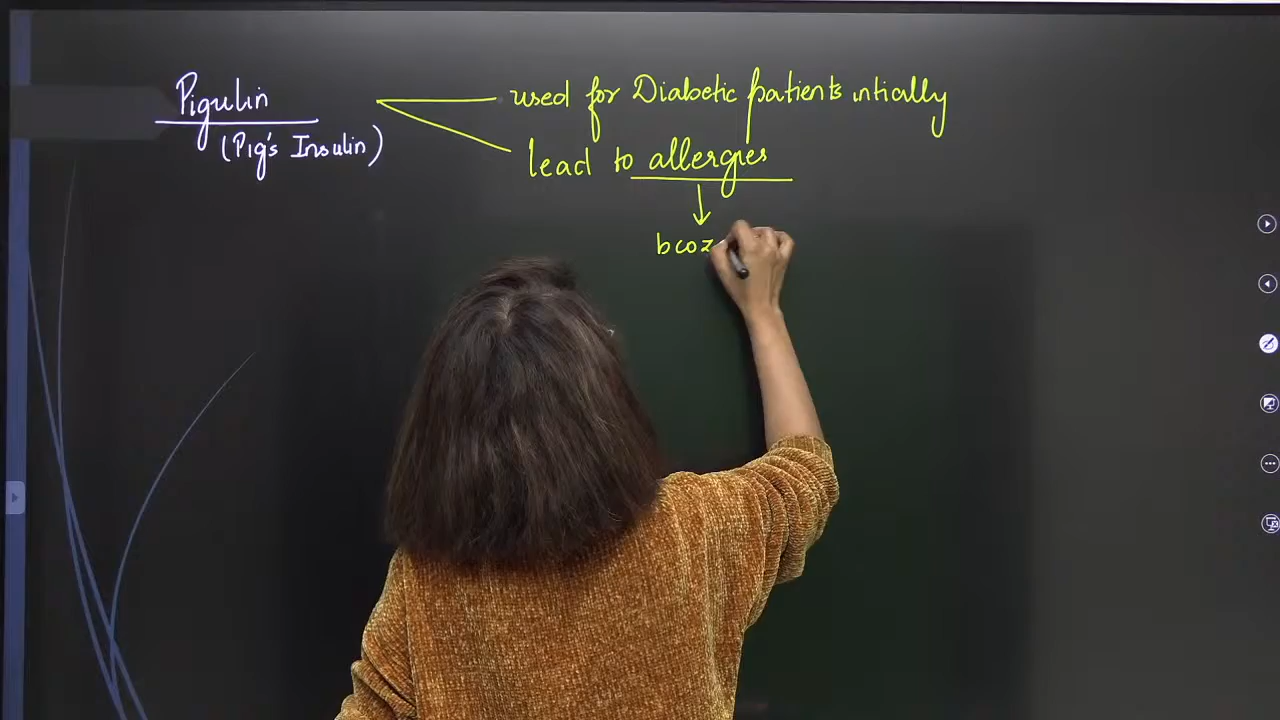 Pigulin
(Pig's Insulin)
used for Diabetic patients intially
lead to allergies
bcoz